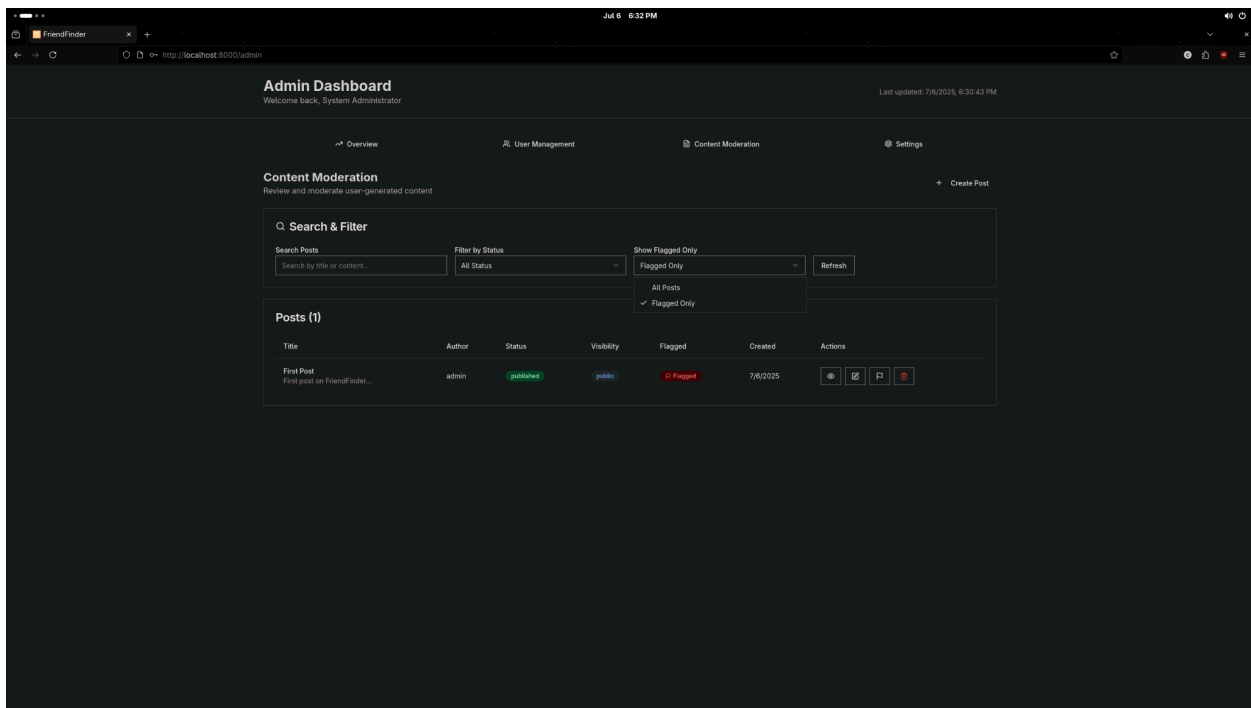 Jul 6 6:32 PM
FriendFinder
http://localhost:8000/admin
Admin Dashboard
Welcome back, System Administrator
Last updated: 7/6/2025, 6:30:43 PM
Overview
User Management
Content Moderation
Settings
Content Moderation
Review and moderate user-generated content
Create Post
Search & Filter
Search Posts
Filter by Status
Show Flagged Only
Search by title or content...
All Status
Flagged Only
Refresh
All Posts
Flagged Only
Posts (1)
Title Author Status Visibility Flagged Created Actions
First Post
First post on FriendFinder...
admin published public Flagged 7/6/2025